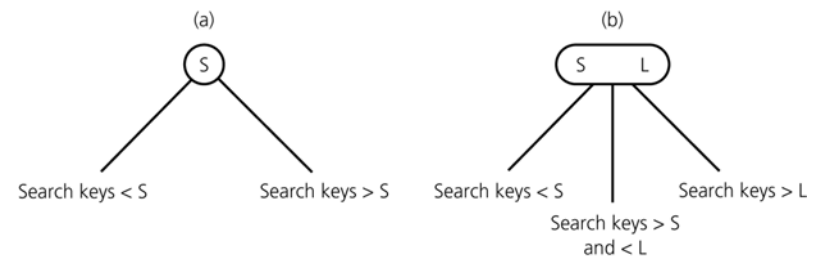 (a)
S
Search keys < S
Search keys > S
(b)
S L
Search keys < S
Search keys > S
and < L
Search keys > L